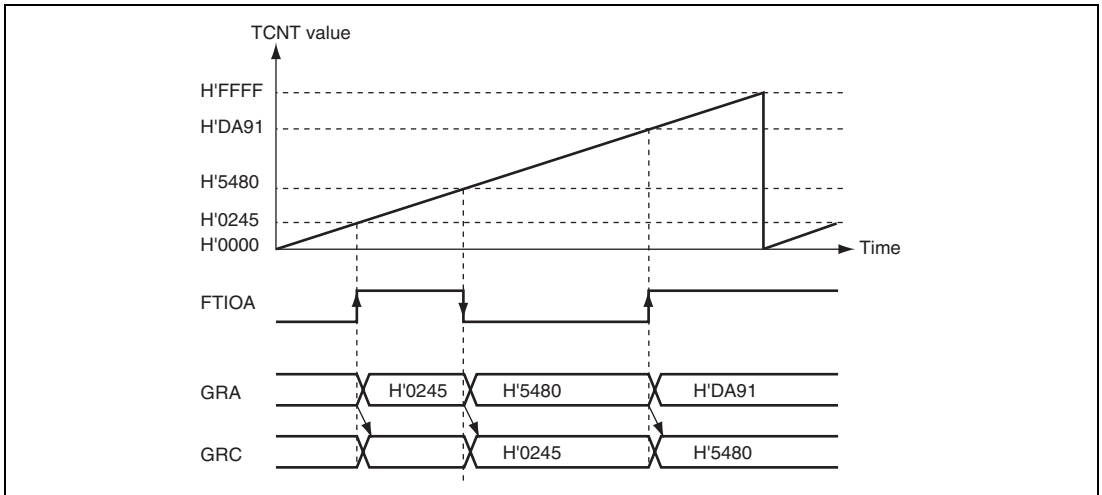 TCNT value
H'FFFF
H'DA91
H'5480
H'0245
H'0000
Time
FTIOA
GRA H'0245 H'5480 H'DA91
GRC H'0245 H'5480